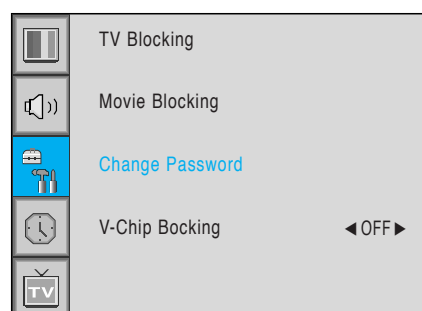 TV Blocking
Movie Blocking
Change Password
V-Chip Bocking ◀ OFF ▶
TV